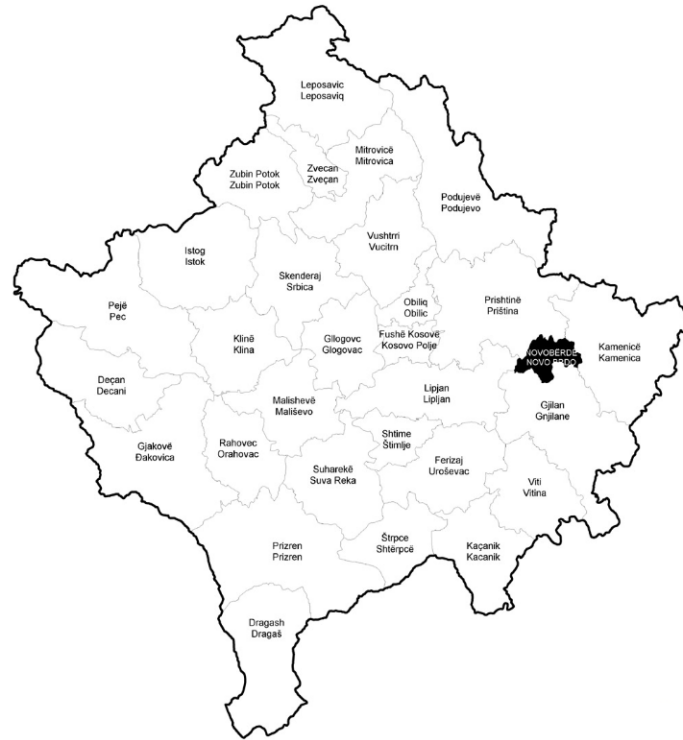 Leposavic
Leposaviq
Mitrovicë
Mitrovica
Zubin Potok
Zubin Potok
Zvecan
Zveçan
Podujevë
Podujevo
Vushtrri
Vucitrn
Istog
Istok
Skenderaj
Srbica
Pejë
Pec
Obiliq
Obilic
Prishtinë
Priština
Klinë
Klina
Gllogovc
Glogovac
Fushë Kosovë
Kosovo Polje
NOVOBËRDË
NOVO BRDO
Kamenicë
Kamenica
Deçan
Decani
Lipjan
Lipljan
Malishevë
Mališevo
Gjilan
Gnjilane
Gjakovë
Đakovica
Rahovec
Orahovac
Shtime
Štimlje
Suharekë
Suva Reka
Ferizaj
Uroševac
Viti
Vitina
Prizren
Prizren
Štrpce
Shtërpcë
Kaçanik
Kacanik
Dragash
Dragaš